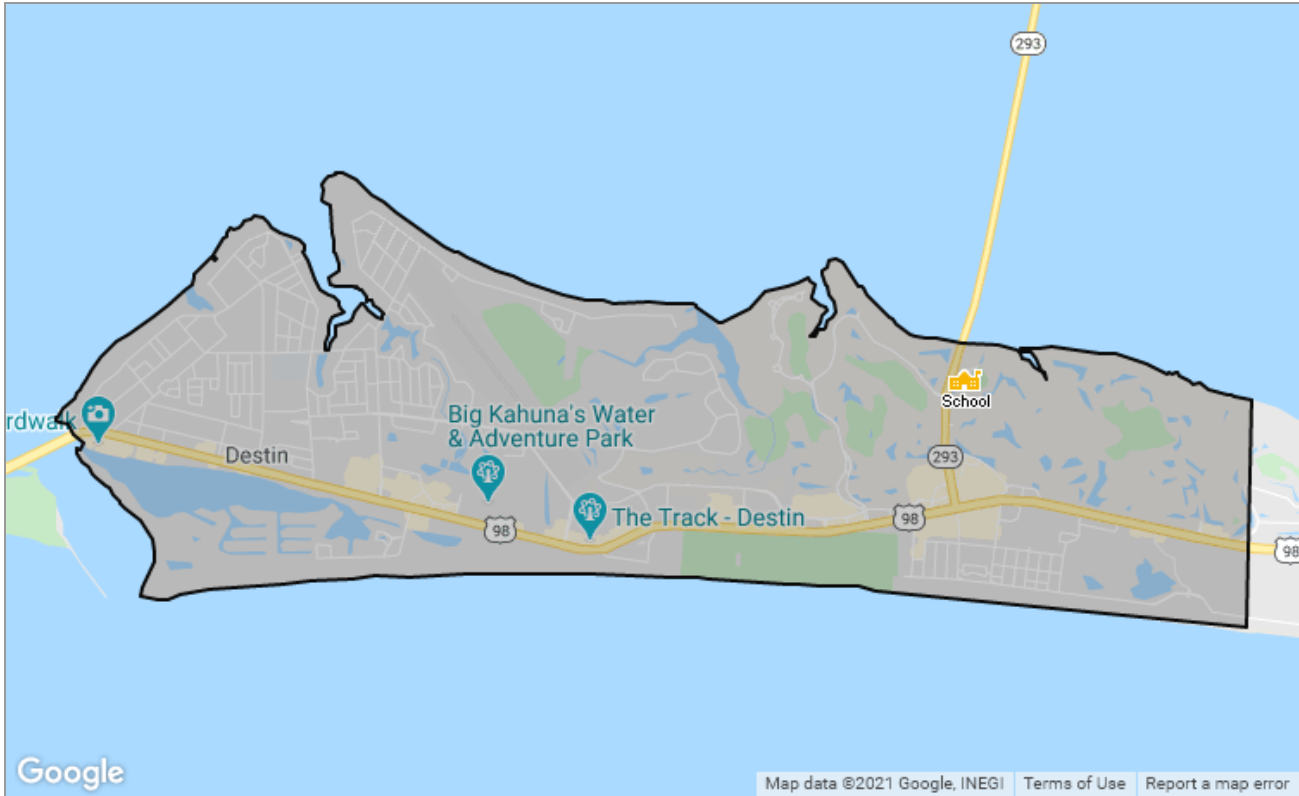 293
School
rdwalk
Big Kahuna's Water
& Adventure Park
Destin
293
The Track - Destin
98
98
98
Google
Map data ©2021 Google, INEGI
Terms of Use
Report a map error